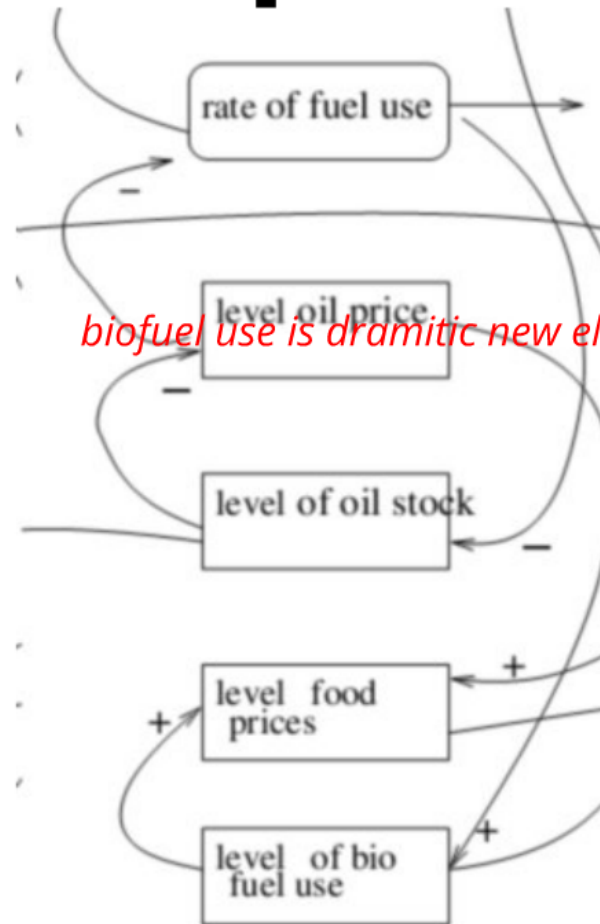 rate of fuel use
−
level oil price
biofuel use is dramitic new el
−
level of oil stock
−
+
level food
prices
+
+
level of bio
fuel use